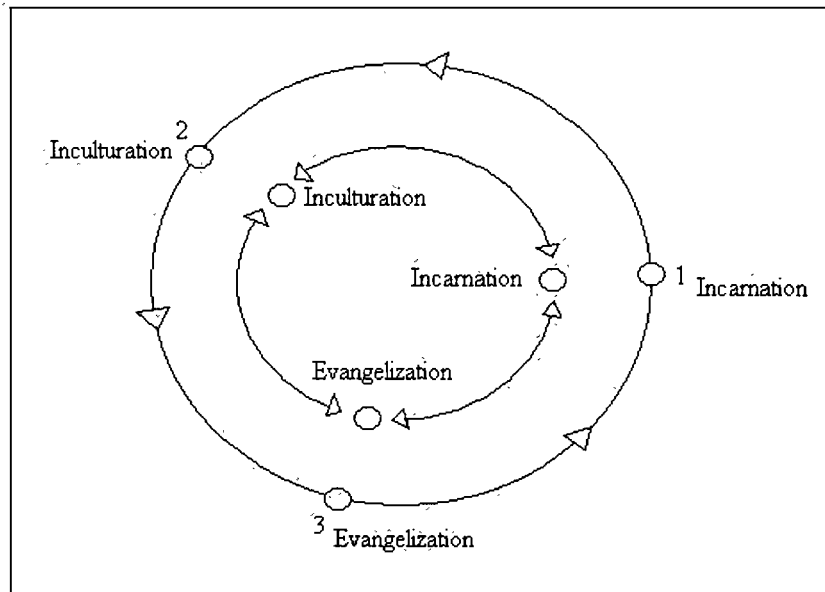 2
Inculturation
Inculturation
Incarnation
1 Incarnation
Evangelization
3 Evangelization